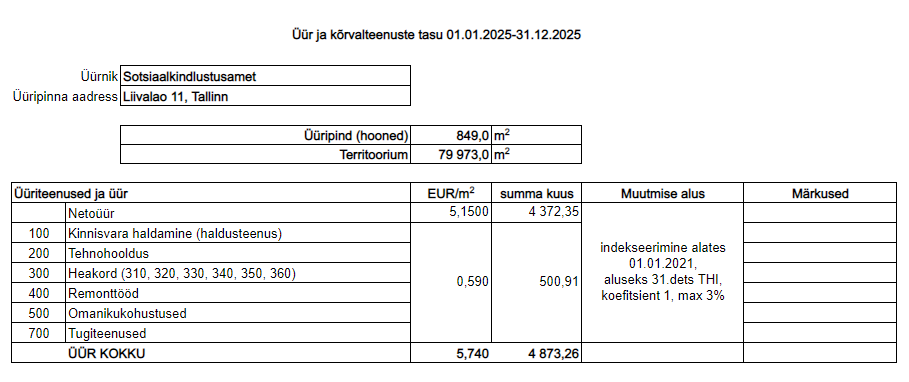 Üür ja kõrvalteenuste tasu 01.01.2025-31.12.2025
Üürnik Sotsiaalkindlustusamet
Üüripinna aadress Liivalao 11, Tallinn
Üüripind (hooned) 849,0 m²
Territoorium 79 973,0 m²
Üüriteenused ja üür EUR/m² summa kuus Muutmise alus Märkused
Netoüür 5,1500 4 372,35
100 Kinnisvara haldamine (haldusteenus)
200 Tehnohooldus
300 Heakord (310, 320, 330, 340, 350, 360)
400 Remonttööd
500 Omanikukohustused
700 Tugiteenused
0,590 500,91
indekseerimine alates
01.01.2021,
aluseks 31.dets THI,
koefitsient 1, max 3%
ÜÜR KOKKU 5,740 4 873,26